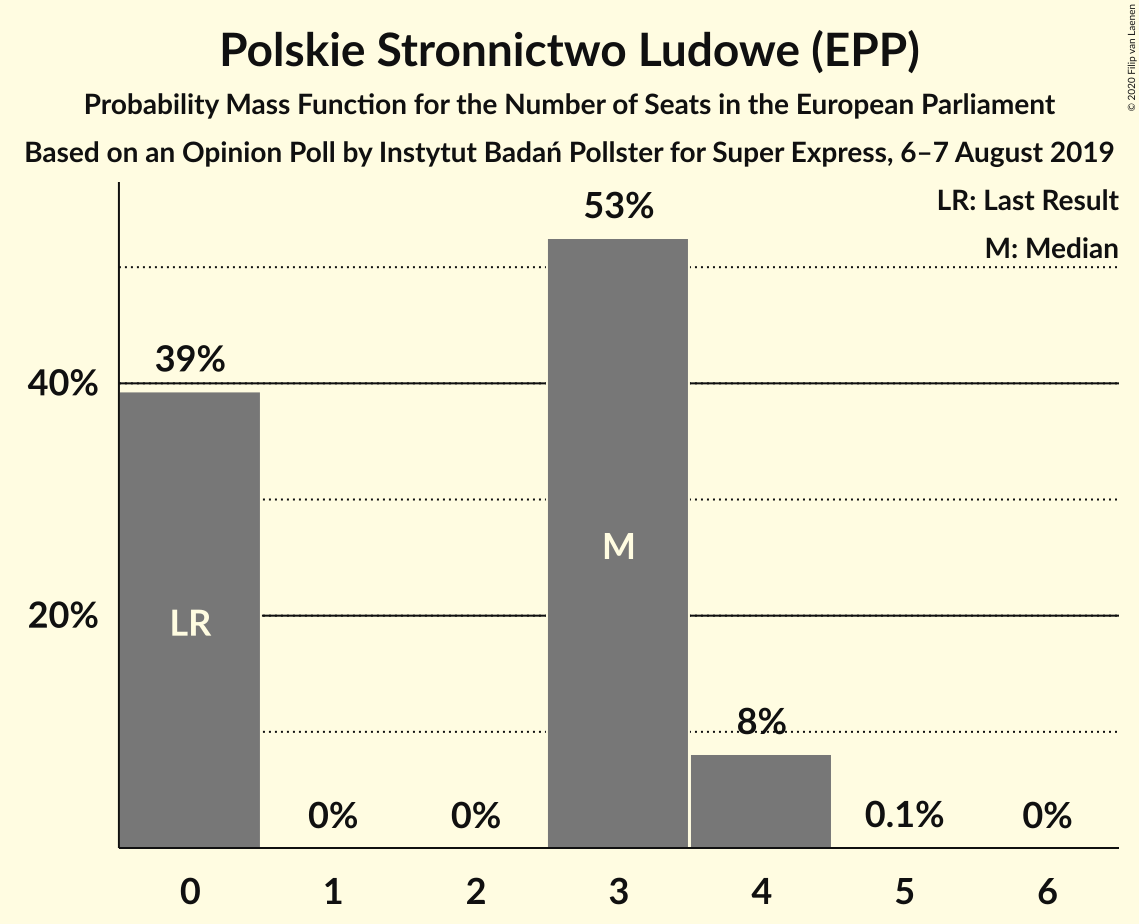 Polskie Stronnictwo Ludowe (EPP)
Probability Mass Function for the Number of Seats in the European Parliament
Based on an Opinion Poll by Instytut Badań Pollster for Super Express, 6–7 August 2019
© 2020 Filip van Laenen
LR: Last Result
M: Median
53%
39%
40%
M
LR
20%
8%
0%
0%
0.1%
0%
0
1
2
3
4
5
6